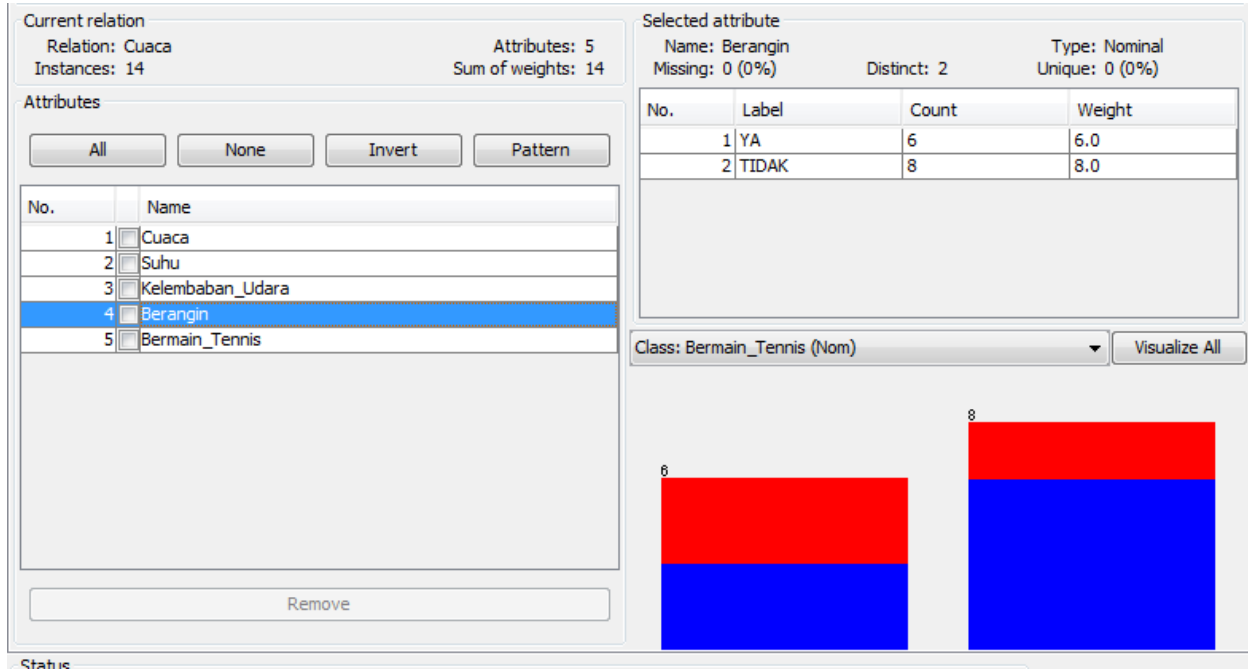 Current relation
Relation: Cuaca Attributes: 5
Instances: 14 Sum of weights: 14
Attributes
All None Invert Pattern
No. Name
1 Cuaca
2 Suhu
3 Kelembaban_Udara
4 Berangin
5 Bermain_Tennis
Remove
Selected attribute
Name: Berangin Type: Nominal
Missing: 0 (0%) Distinct: 2 Unique: 0 (0%)
No. Label Count Weight
1 YA 6 6.0
2 TIDAK 8 8.0
Class: Bermain_Tennis (Nom) Visualize All
8
6
Status